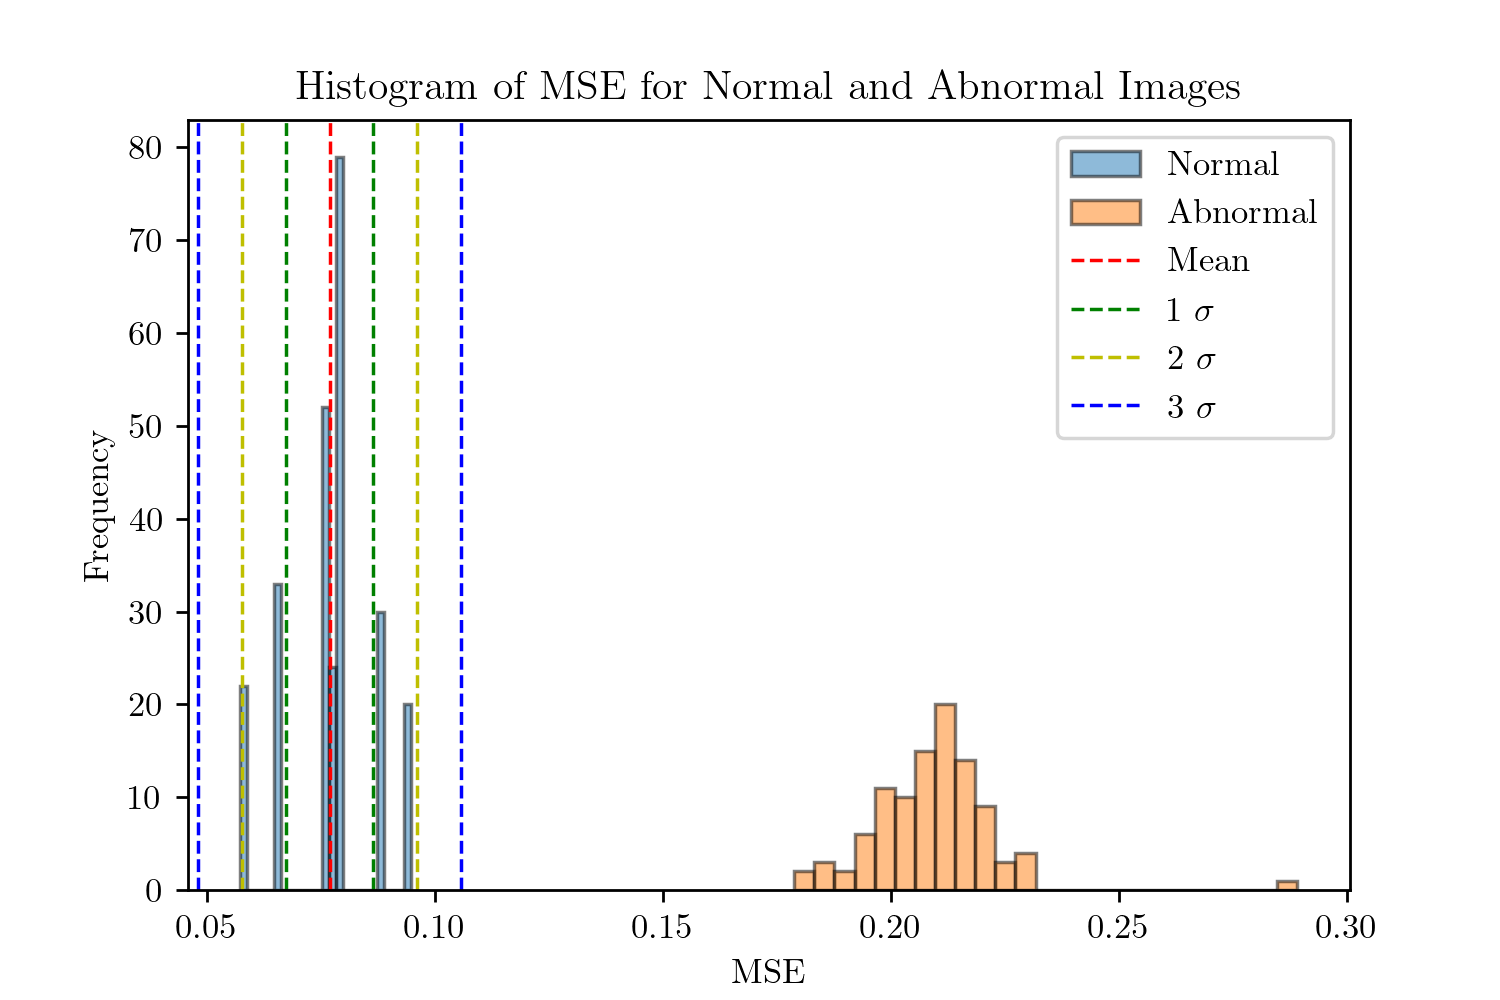 Histogram of MSE for Normal and Abnormal Images
80
70
60
50
40
30
20
10
0
Frequency
Normal
Abnormal
Mean
1 σ
2 σ
3 σ
0.05 0.10 0.15 0.20 0.25 0.30
MSE